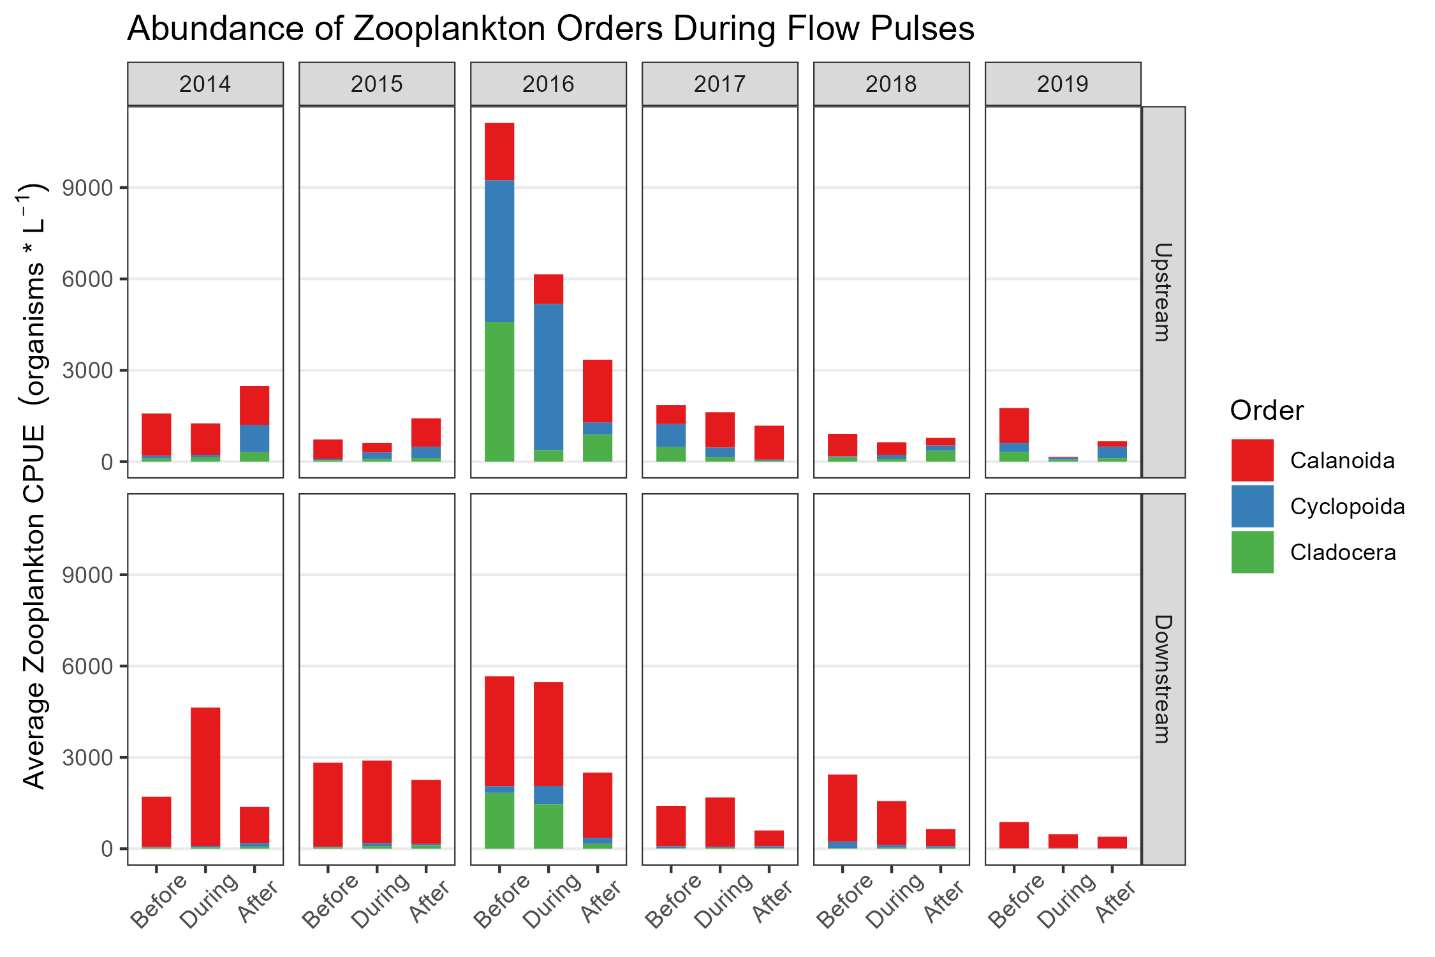 Abundance of Zooplankton Orders During Flow Pulses
2014 2015 2016 2017 2018 2019
Average Zooplankton CPUE (organisms * L⁻¹)
9000
6000
3000
0
Upstream
9000
6000
3000
0
Downstream
Before During After Before During After Before During After Before During After Before During After Before During After
Order
Calanoida
Cyclopoida
Cladocera